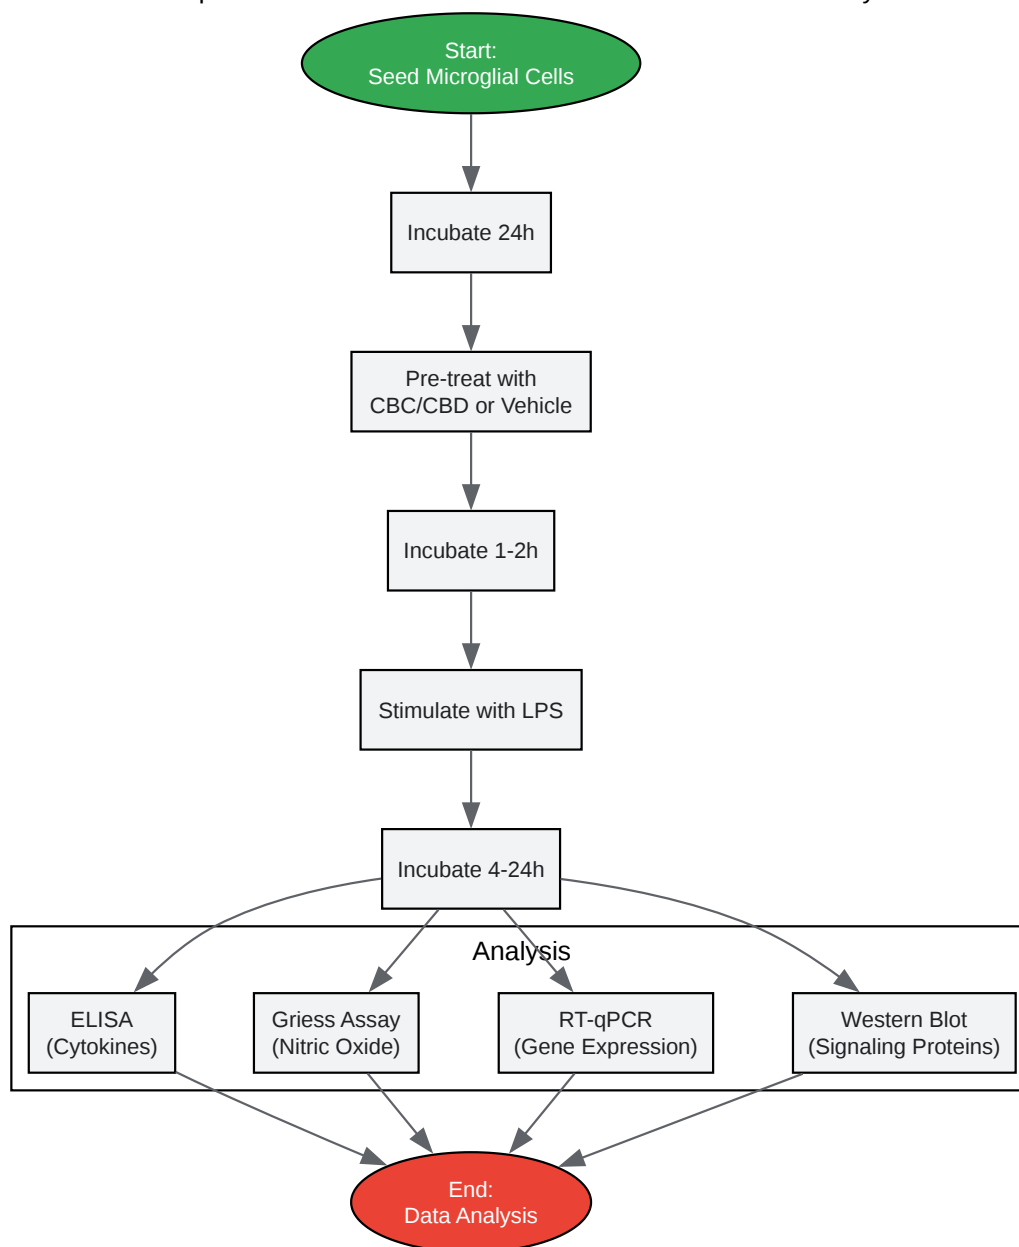 Start:
Seed Microglial Cells
Incubate 24h
Pre-treat with
CBC/CBD or Vehicle
Incubate 1-2h
Stimulate with LPS
Incubate 4-24h
Analysis
ELISA
(Cytokines)
Griess Assay
(Nitric Oxide)
RT-qPCR
(Gene Expression)
Western Blot
(Signaling Proteins)
End:
Data Analysis